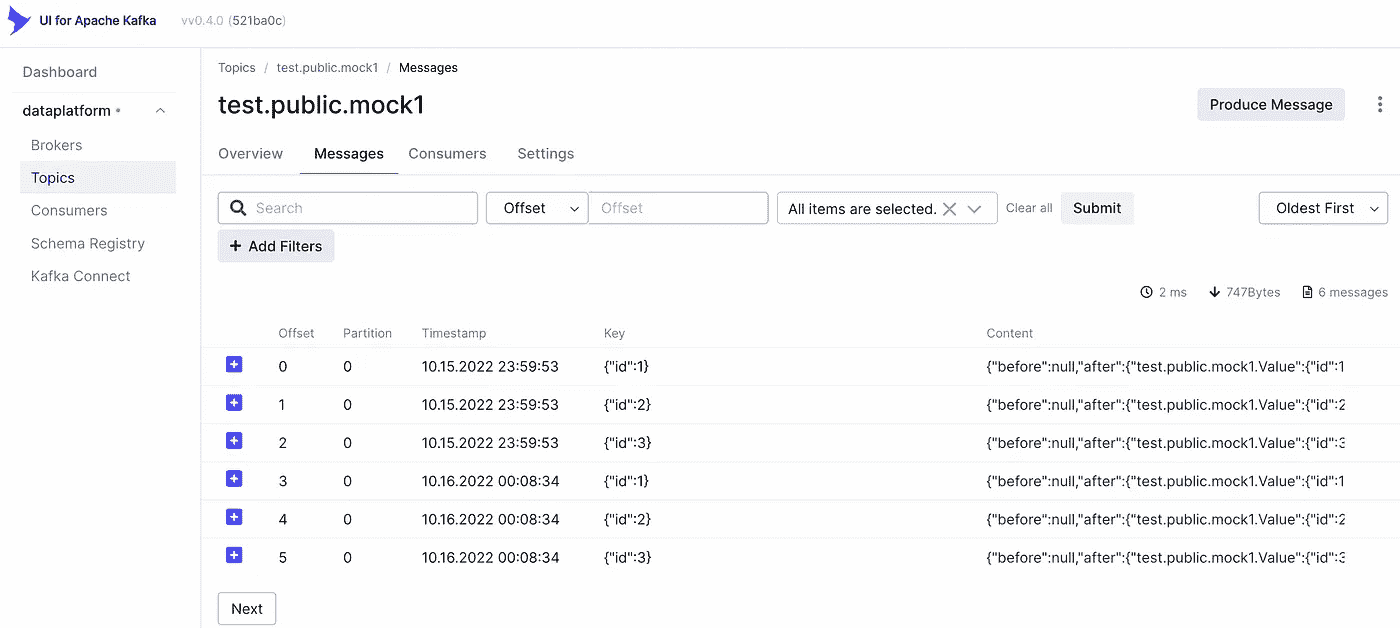 UI for Apache Kafka vv0.4.0 (521ba0c)
Dashboard
dataplatform
Brokers
Topics
Consumers
Schema Registry
Kafka Connect
Topics / test.public.mock1 / Messages
test.public.mock1
Produce Message
Overview Messages Consumers Settings
Search Offset Offset All items are selected. Clear all Submit Oldest First
+ Add Filters
2 ms 747Bytes 6 messages
Offset Partition Timestamp Key Content
0 0 10.15.2022 23:59:53 {"id":1} {"before":null,"after":{"test.public.mock1.Value":{"id":1
1 0 10.15.2022 23:59:53 {"id":2} {"before":null,"after":{"test.public.mock1.Value":{"id":2
2 0 10.15.2022 23:59:53 {"id":3} {"before":null,"after":{"test.public.mock1.Value":{"id":3
3 0 10.16.2022 00:08:34 {"id":1} {"before":null,"after":{"test.public.mock1.Value":{"id":1
4 0 10.16.2022 00:08:34 {"id":2} {"before":null,"after":{"test.public.mock1.Value":{"id":2
5 0 10.16.2022 00:08:34 {"id":3} {"before":null,"after":{"test.public.mock1.Value":{"id":3
Next